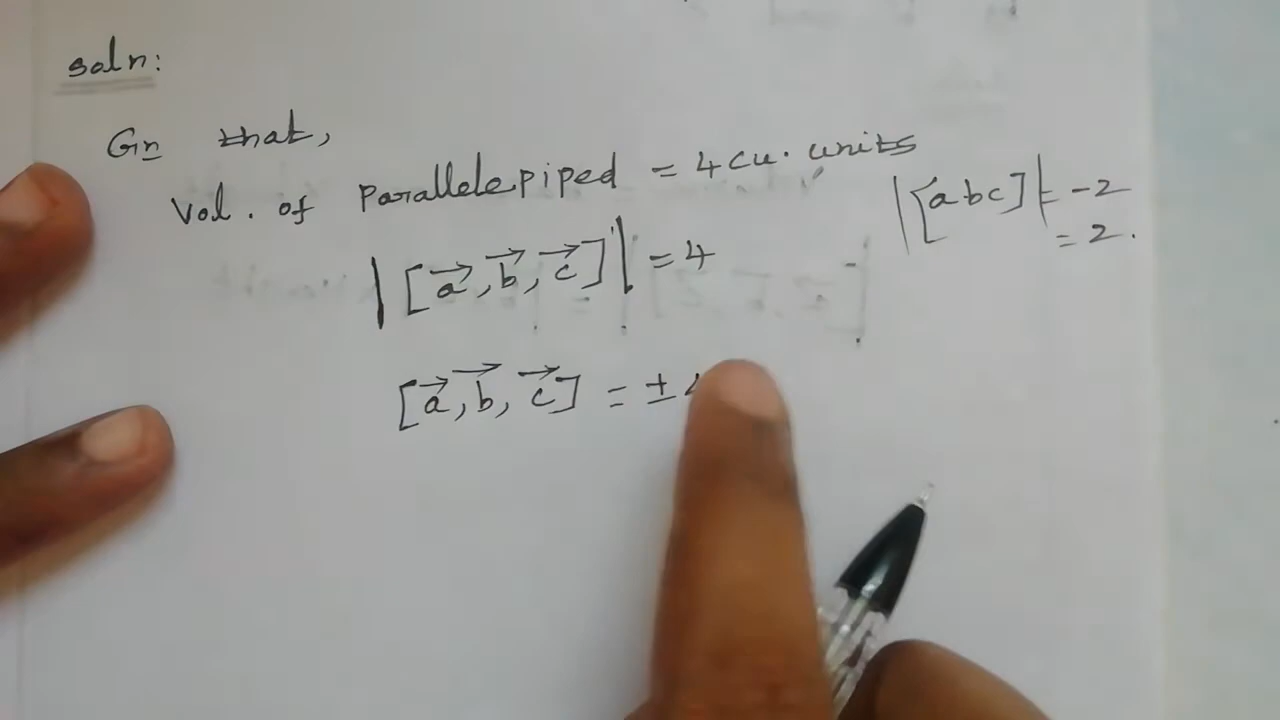 soln:
Gn that,
Vol. of Parallelepiped = 4 cu. units
|[a⃗, b⃗, c⃗]| = 4
|[abc]| = -2
= 2.
[a⃗, b⃗, c⃗] = ±